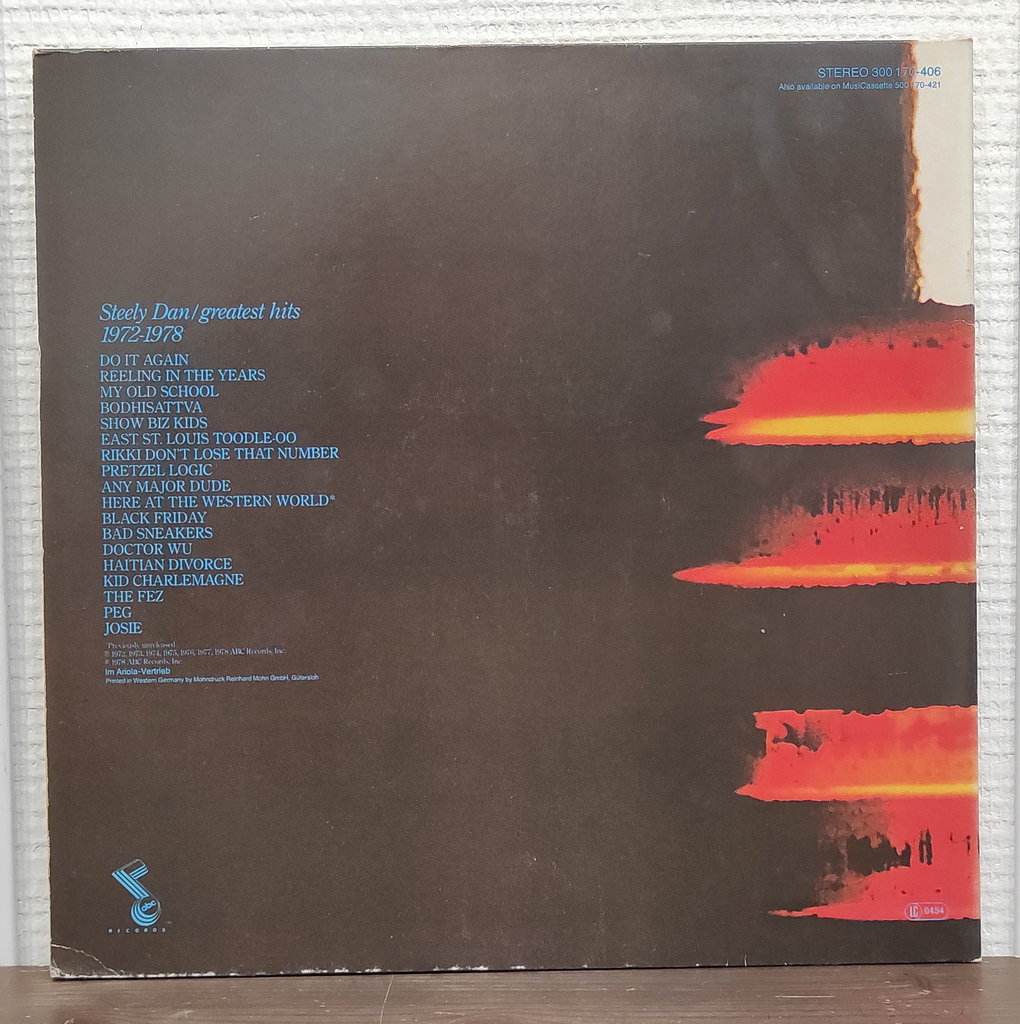 STEREO 300 170-406
Also available on MusiCassette 500 170-421
Steely Dan/greatest hits
1972-1978
DO IT AGAIN
REELING IN THE YEARS
MY OLD SCHOOL
BODHISATTVA
SHOW BIZ KIDS
EAST ST. LOUIS TOODLE-OO
RIKKI DON'T LOSE THAT NUMBER
PRETZEL LOGIC
ANY MAJOR DUDE
HERE AT THE WESTERN WORLD*
BLACK FRIDAY
BAD SNEAKERS
DOCTOR WU
HAITIAN DIVORCE
KID CHARLEMAGNE
THE FEZ
PEG
JOSIE
*Previously unreleased
℗ 1972, 1973, 1974, 1975, 1976, 1977, 1978 ABC Records, Inc.
© 1978 ABC Records, Inc.
Im Ariola-Vertrieb
Printed in Western Germany by Mohndruck Reinhard Mohn GmbH, Gütersloh
abc
RECORDS
LC 0494